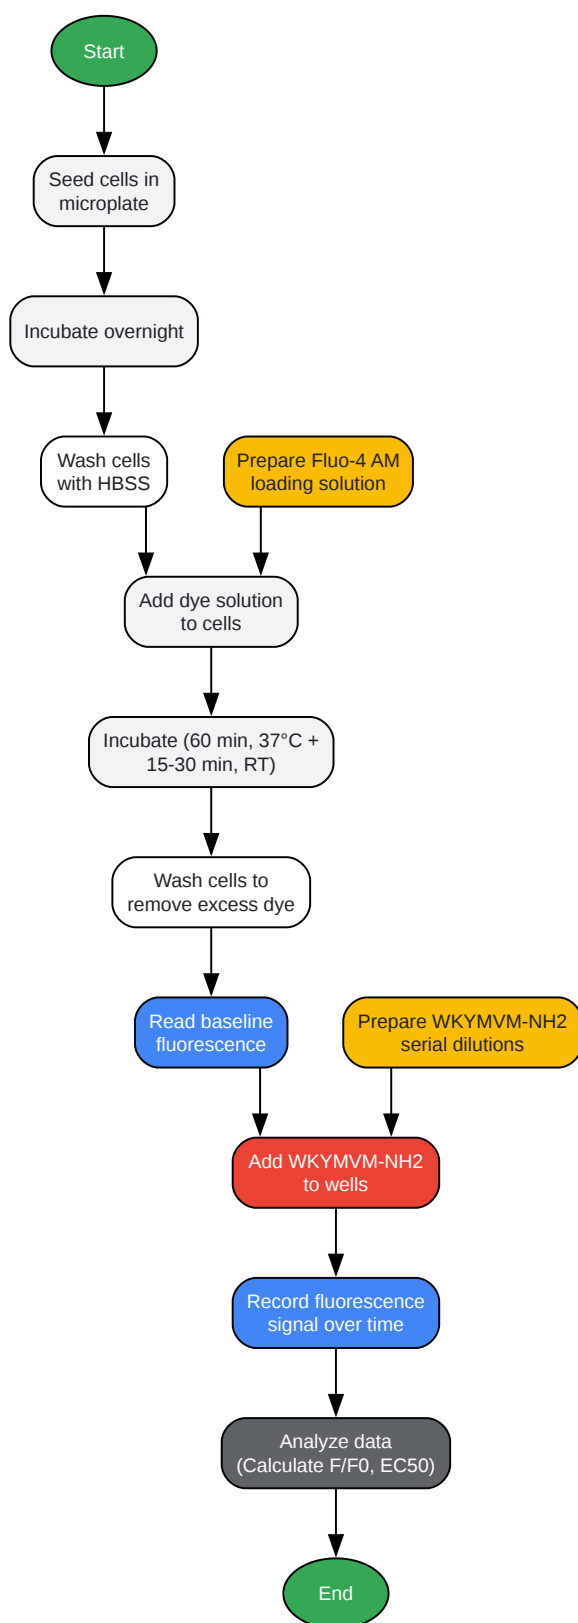 Start
Seed cells in
microplate
Incubate overnight
Wash cells
with HBSS
Prepare Fluo-4 AM
loading solution
Add dye solution
to cells
Incubate (60 min, 37°C +
15-30 min, RT)
Wash cells to
remove excess dye
Read baseline
fluorescence
Prepare WKYMVM-NH2
serial dilutions
Add WKYMVM-NH2
to wells
Record fluorescence
signal over time
Analyze data
(Calculate F/F0, EC50)
End